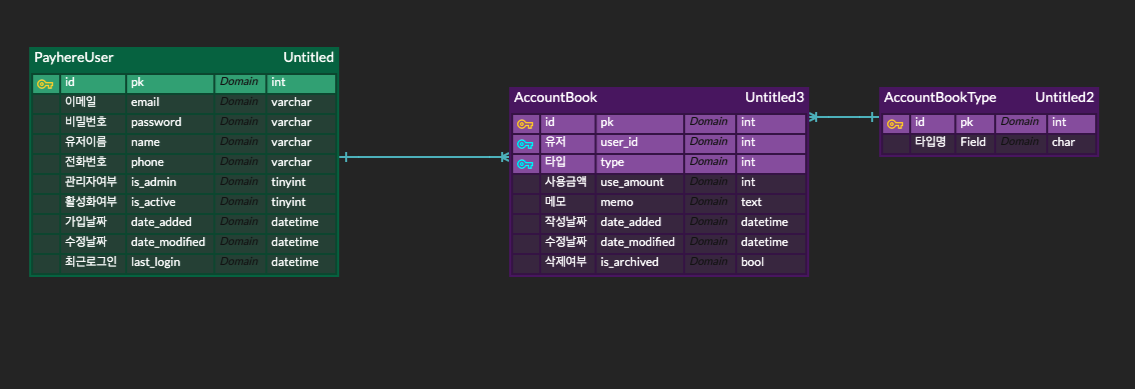 PayhereUser Untitled
id pk Domain int
이메일 email Domain varchar
비밀번호 password Domain varchar
유저이름 name Domain varchar
전화번호 phone Domain varchar
관리자여부 is_admin Domain tinyint
활성화여부 is_active Domain tinyint
가입날짜 date_added Domain datetime
수정날짜 date_modified Domain datetime
최근로그인 last_login Domain datetime
AccountBook Untitled3
id pk Domain int
유저 user_id Domain int
타입 type Domain int
사용금액 use_amount Domain int
메모 memo Domain text
작성날짜 date_added Domain datetime
수정날짜 date_modified Domain datetime
삭제여부 is_archived Domain bool
AccountBookType Untitled2
id pk Domain int
타입명 Field Domain char